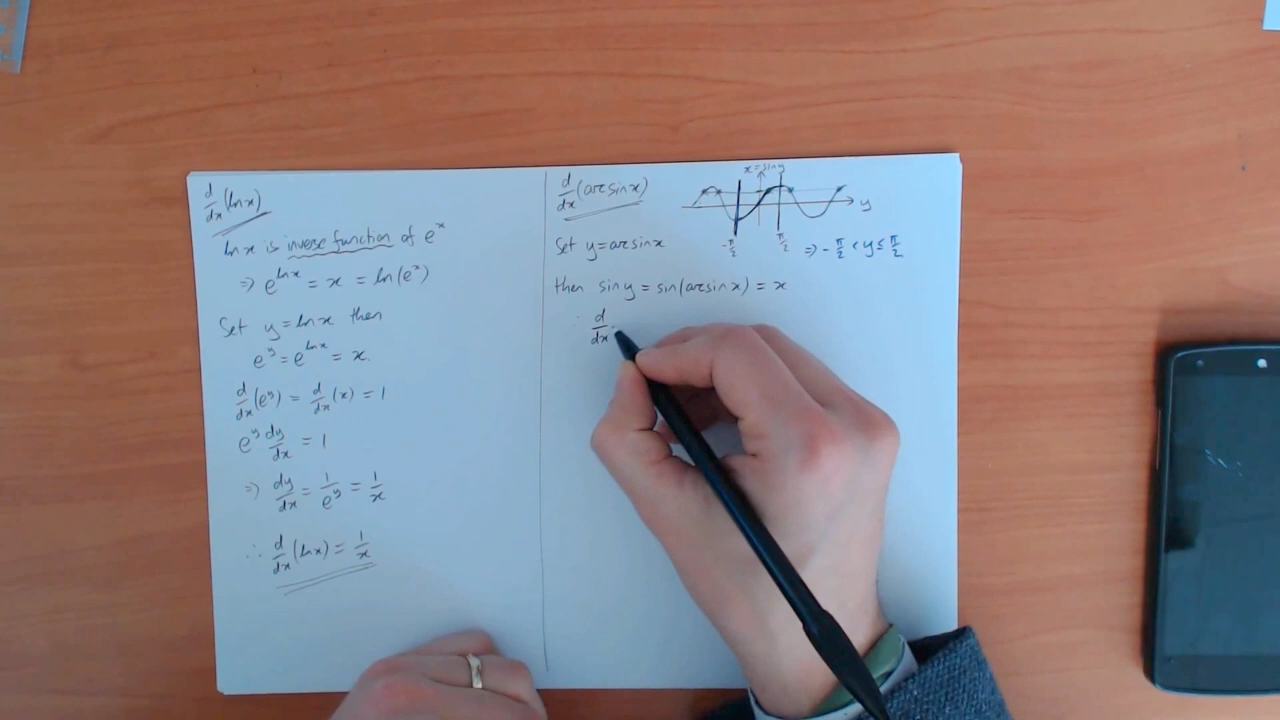 d/dx (ln x)
ln x is inverse function of e^x
⇒ e^{ln x} = x = ln(e^x)
Set y = ln x then
e^y = e^{ln x} = x.
d/dx (e^y) = d/dx (x) = 1
e^y dy/dx = 1
⇒ dy/dx = 1/e^y = 1/x
∴ d/dx (ln x) = 1/x
d/dx (arcsin x)
x = sin y
y
Set y = arcsin x
-π/2 π/2 ⇒ -π/2 < y ≤ π/2
then sin y = sin(arcsin x) = x
d/dx